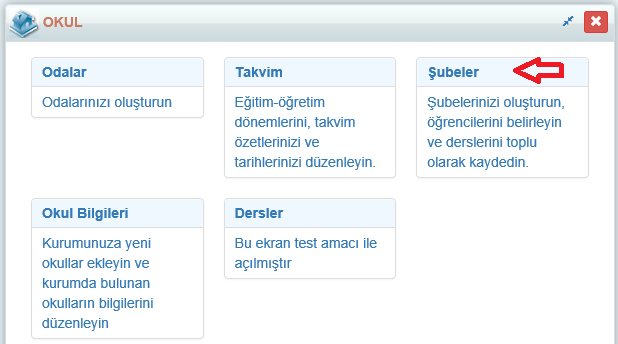 OKUL
Odalar
Odalarınızı oluşturun
Takvim
Eğitim-öğretim
dönemlerini, takvim
özetlerinizi ve
tarihlerinizi düzenleyin.
Şubeler
Şubelerinizi oluşturun,
öğrencilerini belirleyin
ve derslerini toplu
olarak kaydedin.
Okul Bilgileri
Kurumunuza yeni
okullar ekleyin ve
kurumda bulunan
okulların bilgilerini
düzenleyin
Dersler
Bu ekran test amacı ile
açılmıştır